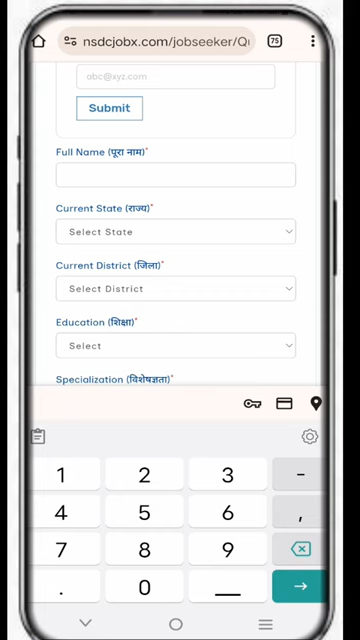 nsdcjobx.com/jobseeker/Qu
75
abc@xyz.com
Submit
Full Name (पूरा नाम)*
Current State (राज्य)*
Select State
Current District (जिला)*
Select District
Education (शिक्षा)*
Select
Specialization (विशेषज्ञता)*
1 2 3 -
4 5 6 ,
7 8 9
. 0